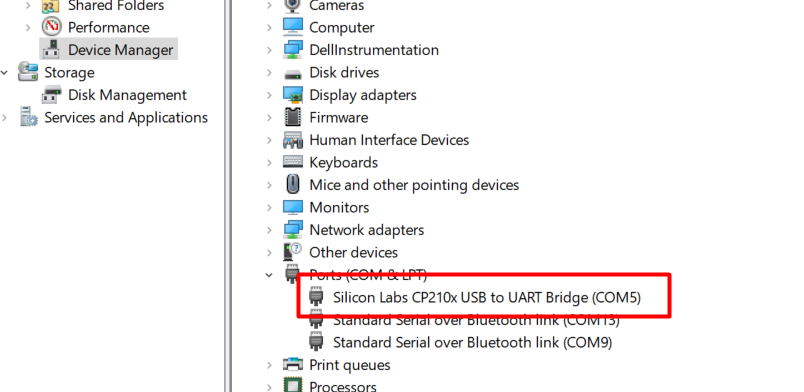 Shared Folders
Performance
Device Manager
Storage
Disk Management
Services and Applications
Cameras
Computer
DellInstrumentation
Disk drives
Display adapters
Firmware
Human Interface Devices
Keyboards
Mice and other pointing devices
Monitors
Network adapters
Other devices
Ports (COM & LPT)
Silicon Labs CP210x USB to UART Bridge (COM5)
Standard Serial over Bluetooth link (COM13)
Standard Serial over Bluetooth link (COM9)
Print queues
Processors